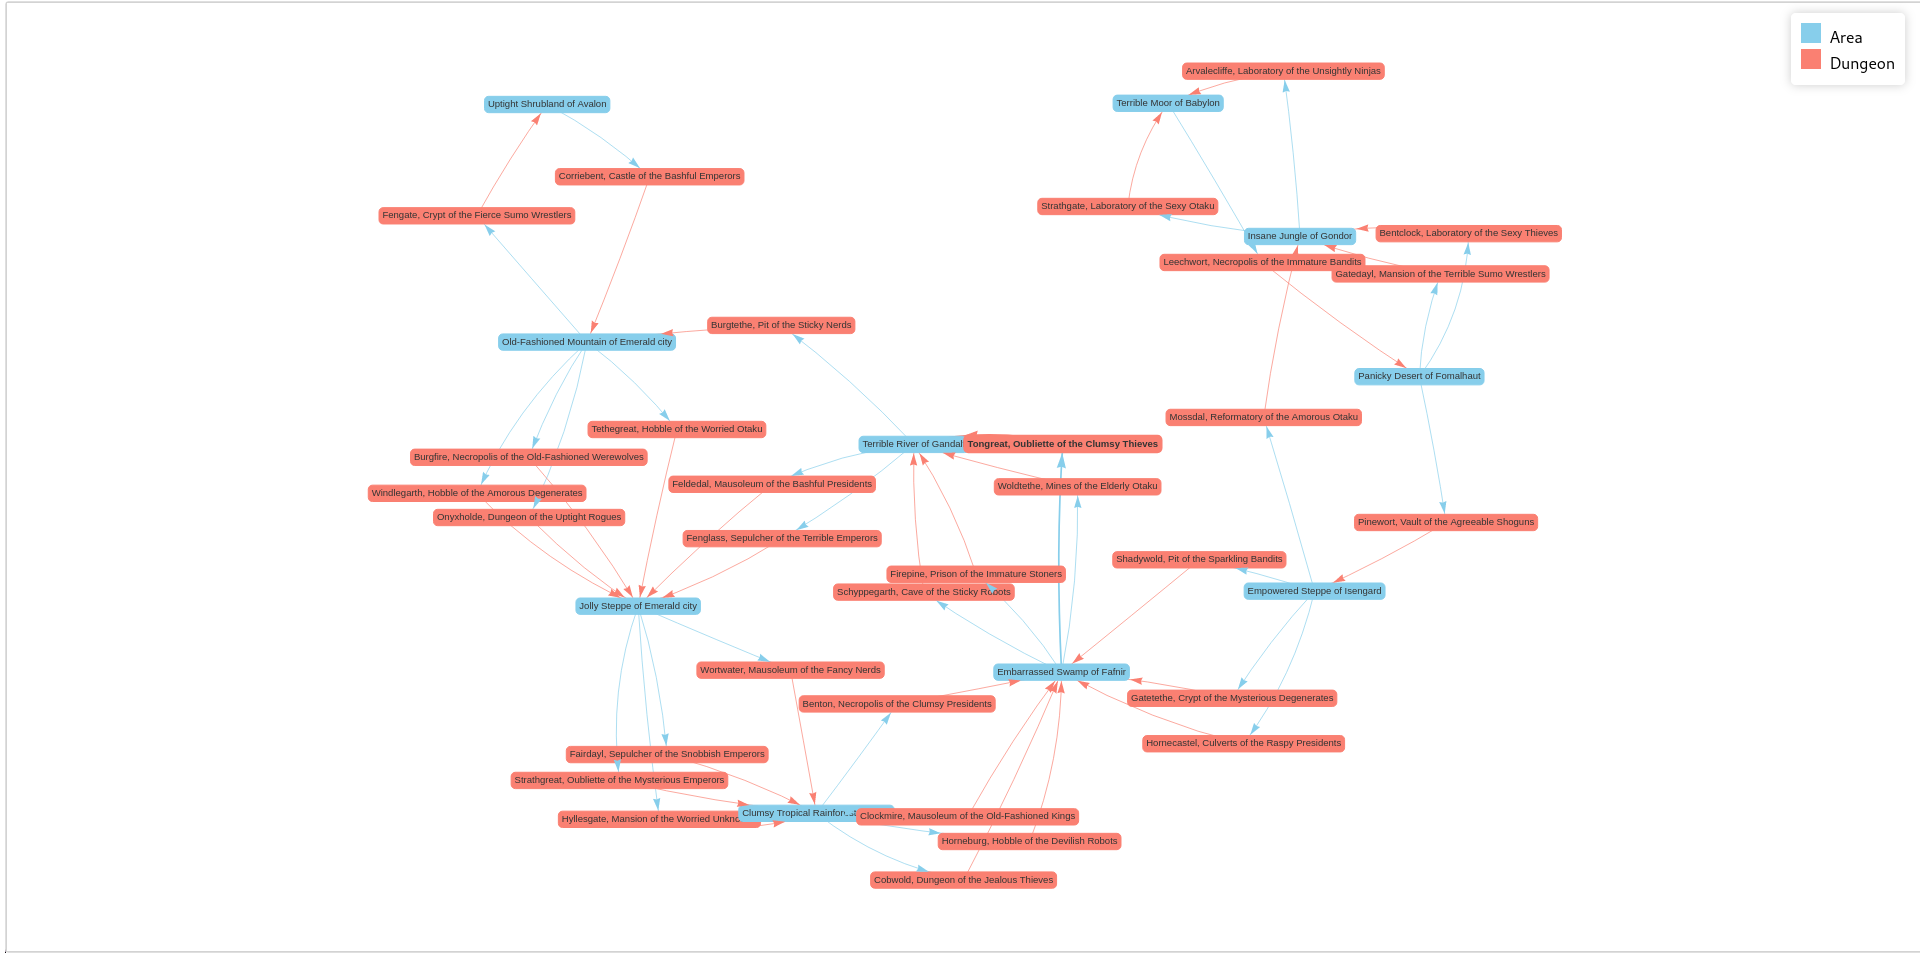 Area
Dungeon
Arvalecliffe, Laboratory of the Unsightly Ninjas
Uptight Shrubland of Avalon
Terrible Moor of Babylon
Corriebent, Castle of the Bashful Emperors
Fengate, Crypt of the Fierce Sumo Wrestlers
Strathgate, Laboratory of the Sexy Otaku
Insane Jungle of Gondor
Bentclock, Laboratory of the Sexy Thieves
Leechwort, Necropolis of the Immature Bandits
Gatedayl, Mansion of the Terrible Sumo Wrestlers
Burgtethe, Pit of the Sticky Nerds
Old-Fashioned Mountain of Emerald city
Panicky Desert of Fomalhaut
Mossdal, Reformatory of the Amorous Otaku
Tethegreat, Hobble of the Worried Otaku
Terrible River of Gandal
Tongreat, Oubliette of the Clumsy Thieves
Burgfire, Necropolis of the Old-Fashioned Werewolves
Feldedal, Mausoleum of the Bashful Presidents
Woldtethe, Mines of the Elderly Otaku
Windlegarth, Hobble of the Amorous Degenerates
Onyxholde, Dungeon of the Uptight Rogues
Pinewort, Vault of the Agreeable Shoguns
Fenglass, Sepulcher of the Terrible Emperors
Shadywold, Pit of the Sparkling Bandits
Firepine, Prison of the Immature Stoners
Schyppegarth, Cave of the Sticky Robots
Empowered Steppe of Isengard
Jolly Steppe of Emerald city
Wortwater, Mausoleum of the Fancy Nerds
Embarrassed Swamp of Fafnir
Benton, Necropolis of the Clumsy Presidents
Gatetethe, Crypt of the Mysterious Degenerates
Hornecastel, Culverts of the Raspy Presidents
Fairdayl, Sepulcher of the Snobbish Emperors
Strathgreat, Oubliette of the Mysterious Emperors
Hyllesgate, Mansion of the Worried
Clumsy Tropical
Clockmire, Mausoleum of the Old-Fashioned Kings
Horneburg, Hobble of the Devilish Robots
Cobwold, Dungeon of the Jealous Thieves